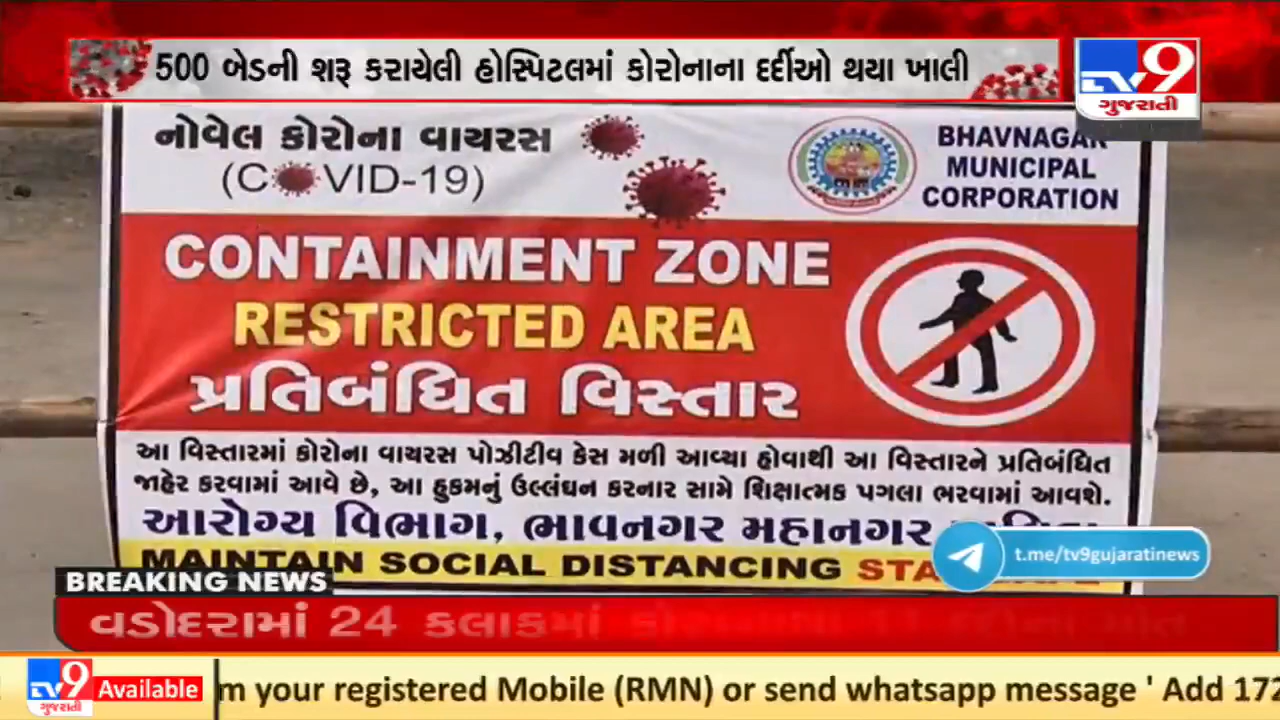 500 બેડની શરૂ કરાયેલી હોસ્પિટલમાં કોરોનાના દર્દીઓ થયા ખાલી
TV9
ગુજરાતી
નોવેલ કોરોના વાયરસ
(COVID-19)
BHAVNAGAR
MUNICIPAL
CORPORATION
CONTAINMENT ZONE
RESTRICTED AREA
પ્રતિબંધિત વિસ્તાર
આ વિસ્તારમાં કોરોના વાયરસ પોઝીટીવ કેસ મળી આવ્યા હોવાથી આ વિસ્તારને પ્રતિબંધિત
જાહેર કરવામાં આવે છે, આ હુકમનું ઉલ્લંઘન કરનાર સામે શિક્ષાત્મક પગલા ભરવામાં આવશે.
આરોગ્ય વિભાગ, ભાવનગર મહાનગર
MAINTAIN SOCIAL DISTANCING
t.me/tv9gujaratinews
BREAKING NEWS
વડોદરામાં 24 કલાકમાં
TV9
ગુજરાતી
Available
m your registered Mobile (RMN) or send whatsapp message ' Add 172